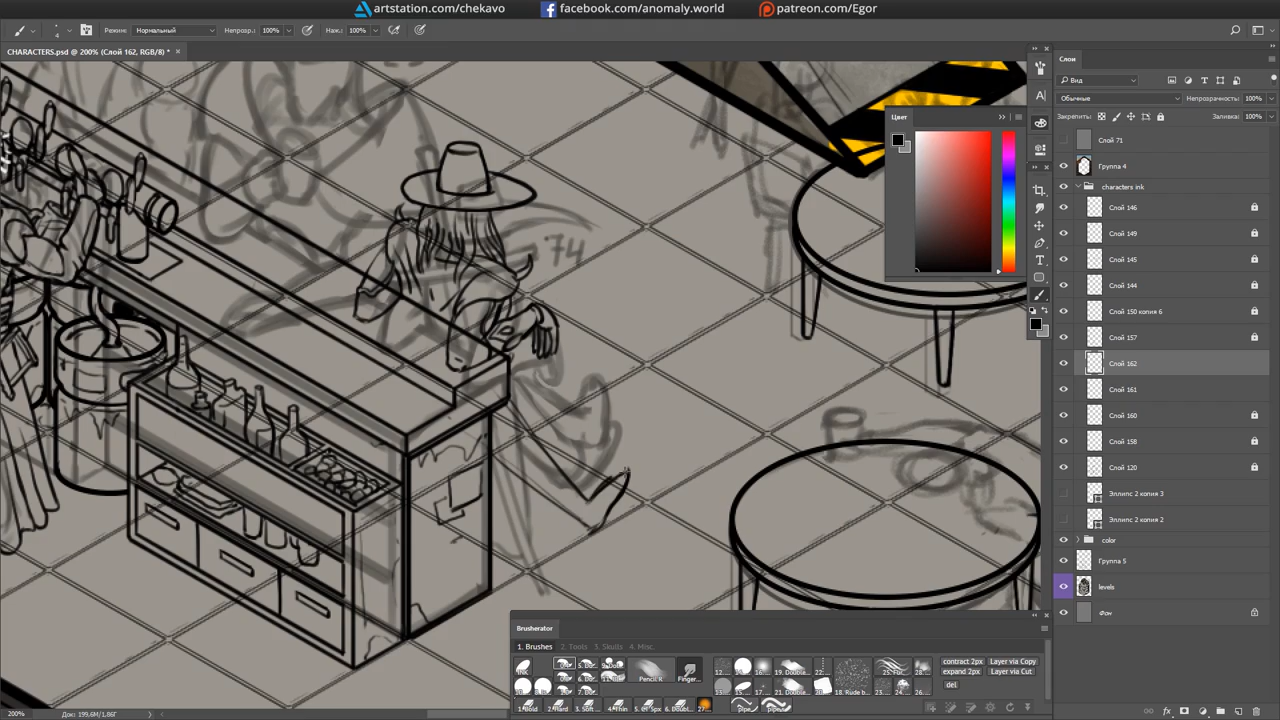 artstation.com/chekavo facebook.com/anomaly.world patreon.com/Egor
4 Режим: Нормальный Непрозр.: 100% Наж.: 100%
CHARACTERS.psd @ 200% (Слой 162, RGB/8) * ×
Слои
Вид
Обычные Непрозрачность: 100%
Закрепить: Заливка: 100%
Цвет
Слой 71
Группа 4
characters ink
Слой 146
Слой 149
Слой 145
Слой 144
Слой 150 копия 6
Слой 157
Слой 162
Слой 161
Слой 160
Слой 158
Слой 120
Эллипс 2 копия 3
Эллипс 2 копия 2
color
Группа 5
levels
Фон
74
Brusherator
1. Brushes 2. Tools 3. Skulls 4. Misc.
Pencil K Finger...
contract 2px Layer via Copy
expand 2px Layer via Cut
del
200% Док: 199,6M/1,86Г